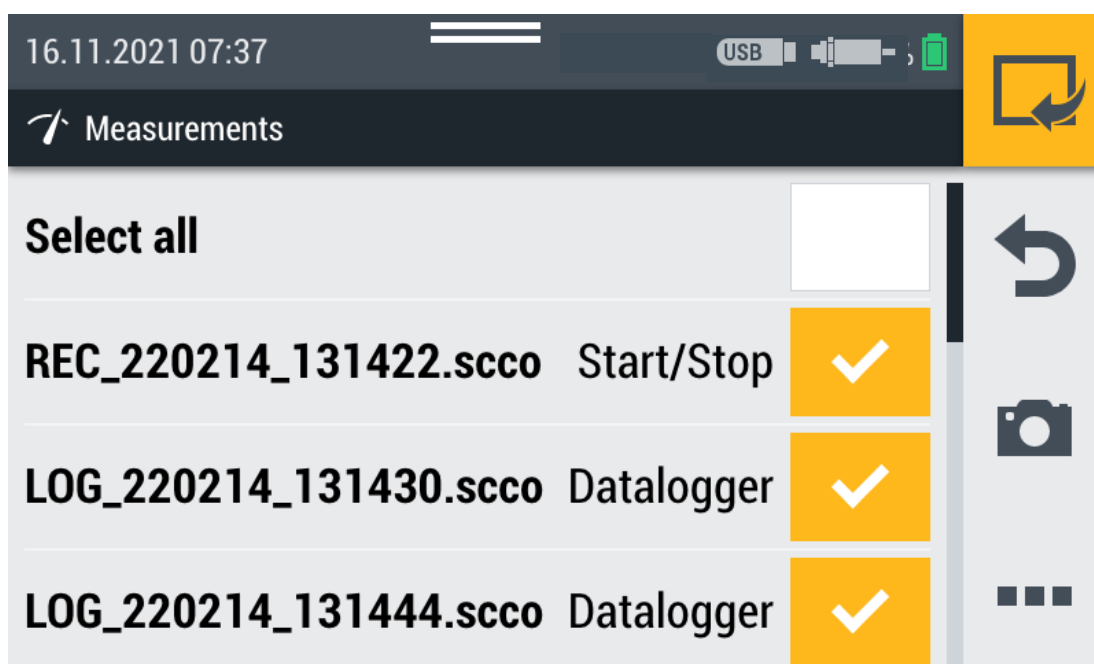 16.11.2021 07:37 USB
Measurements
Select all
REC_220214_131422.scco Start/Stop
LOG_220214_131430.scco Datalogger
LOG_220214_131444.scco Datalogger